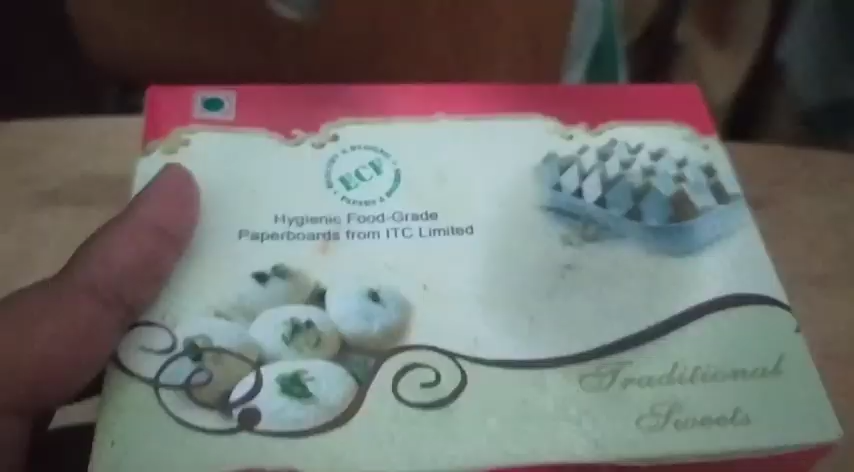 ECF
Hygienic Food-Grade
Paperboards from ITC Limited
Traditional
Sweets